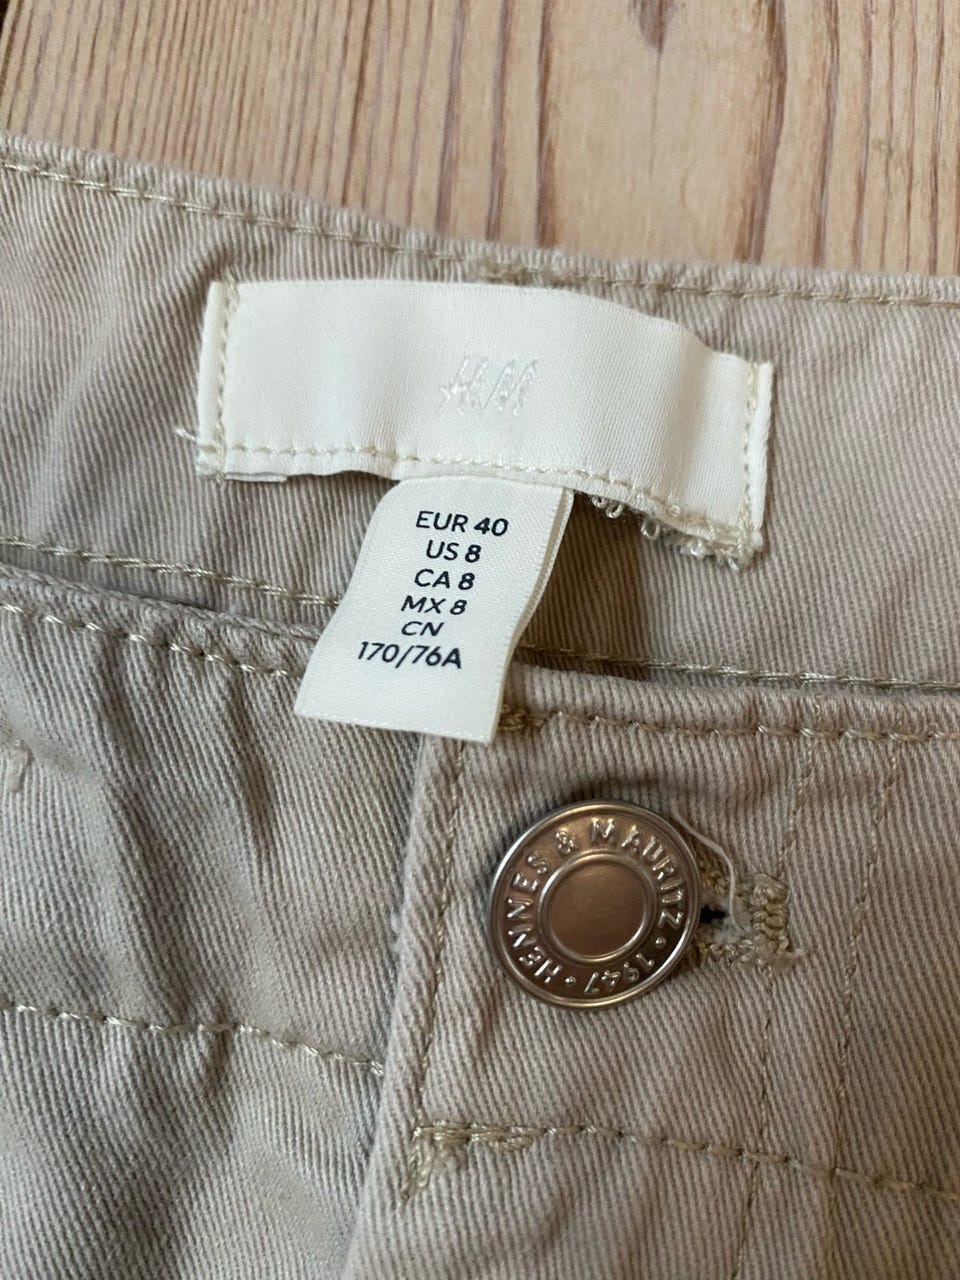 H&M
EUR 40
US 8
CA 8
MX 8
CN
170/76A
HENNES & MAURITZ • 1947 •